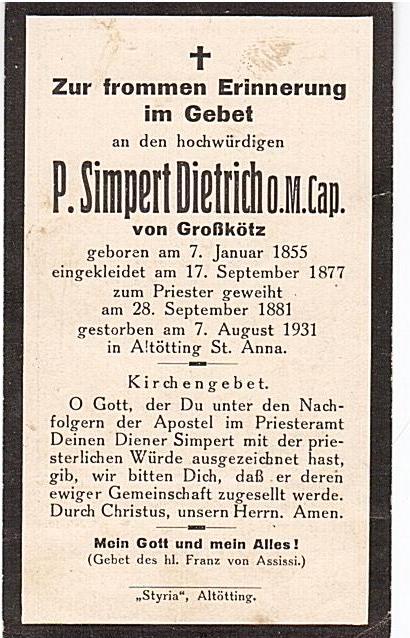 Zur frommen Erinnerung
im Gebet
an den hochwürdigen
P. Simpert Dietrich O.M.Cap.
von Großkötz
geboren am 7. Januar 1855
eingekleidet am 17. September 1877
zum Priester geweiht
am 28. September 1881
gestorben am 7. August 1931
in Altötting St. Anna.
Kirchengebet.
O Gott, der Du unter den Nach-
folgern der Apostel im Priesteramt
Deinen Diener Simpert mit der prie-
sterlichen Würde ausgezeichnet hast,
gib, wir bitten Dich, daß er deren
ewiger Gemeinschaft zugesellt werde.
Durch Christus, unsern Herrn. Amen.
Mein Gott und mein Alles!
(Gebet des hl. Franz von Assissi.)
„Styria", Altötting.